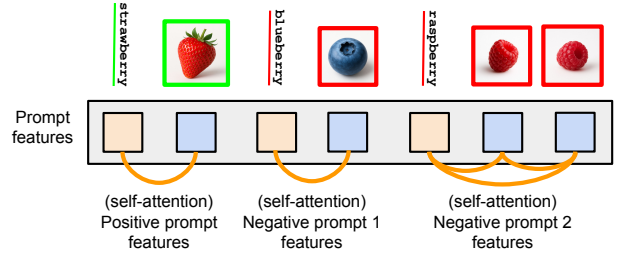 strawberry
blueberry
raspberry
Prompt
features
(self-attention)
Positive prompt
features
(self-attention)
Negative prompt 1
features
(self-attention)
Negative prompt 2
features